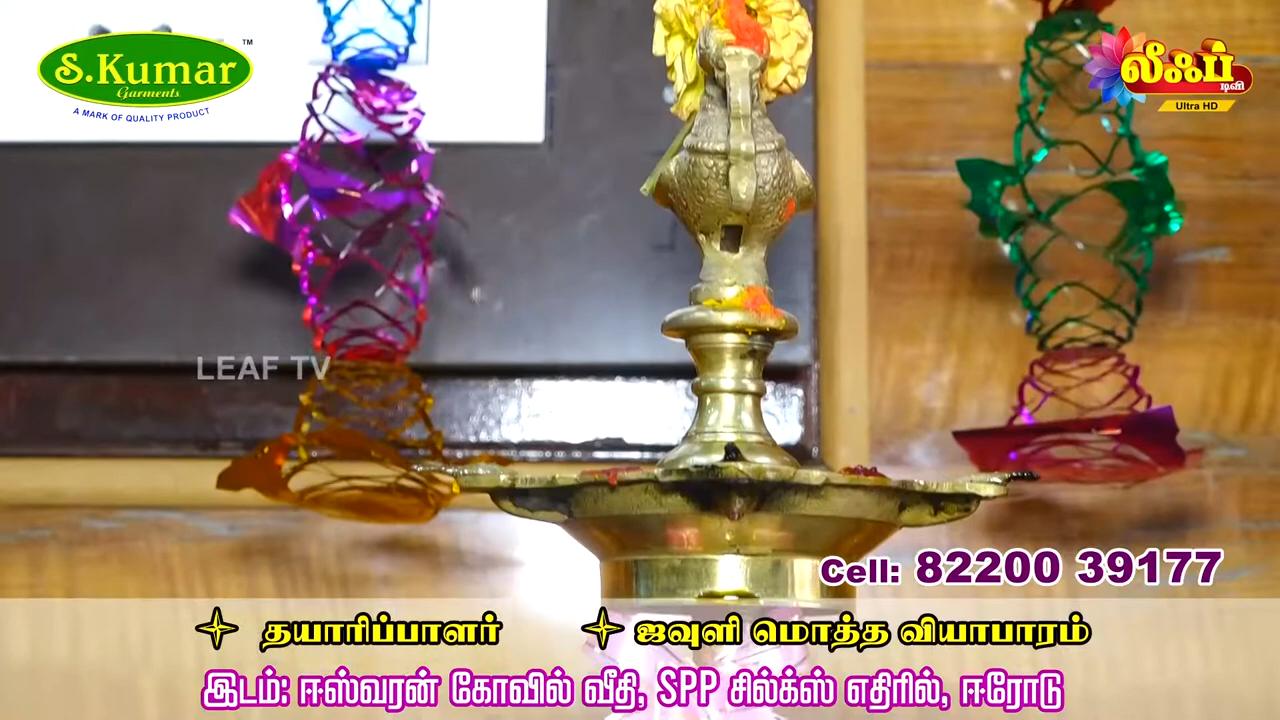 S.Kumar TM
Garments
A MARK OF QUALITY PRODUCT
லீஃப்
டிவி
Ultra HD
LEAF TV
Cell: 82200 39177
தயாரிப்பாளர் ஜவுளி மொத்த வியாபாரம்
இடம்: ஈஸ்வரன் கோவில் வீதி, SPP சில்க்ஸ் எதிரில், ஈரோடு